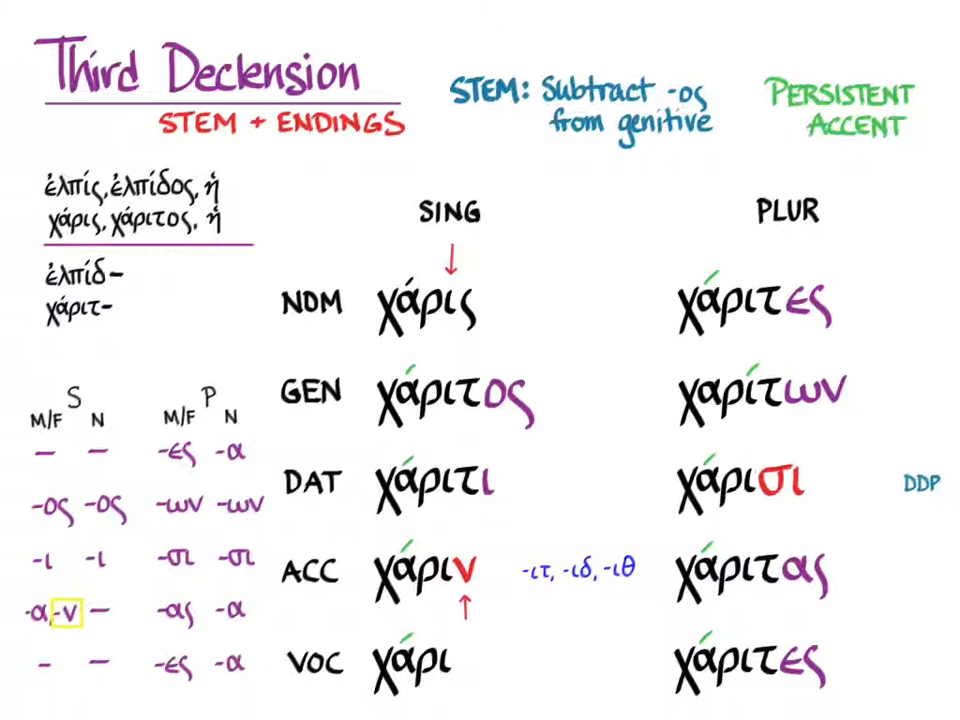 Third Declension
STEM + ENDINGS
STEM: Subtract -ος
from genitive
PERSISTENT
ACCENT
ἐλπίς, ἐλπίδος, ἡ
χάρις, χάριτος, ἡ
ἐλπίδ-
χάριτ-
SING PLUR
NOM χάρις χάριτες
GEN χάριτος χαρίτων
DAT χάριτι χάρισι DDP
ACC χάριν -ιτ, -ιδ, -ιθ χάριτας
VOC χάρι χάριτες
S P
M/F N M/F N
- - -ες -α
-ος -ος -ων -ων
-ι -ι -σι -σι
-α, -ν - -ας -α
- - -ες -α